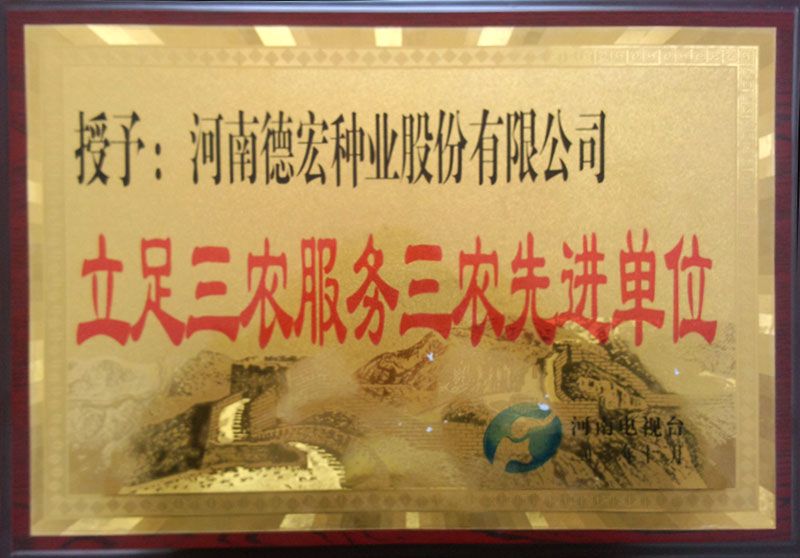 授予：河南德宏种业股份有限公司
立足三农服务三农先进单位
河南电视台